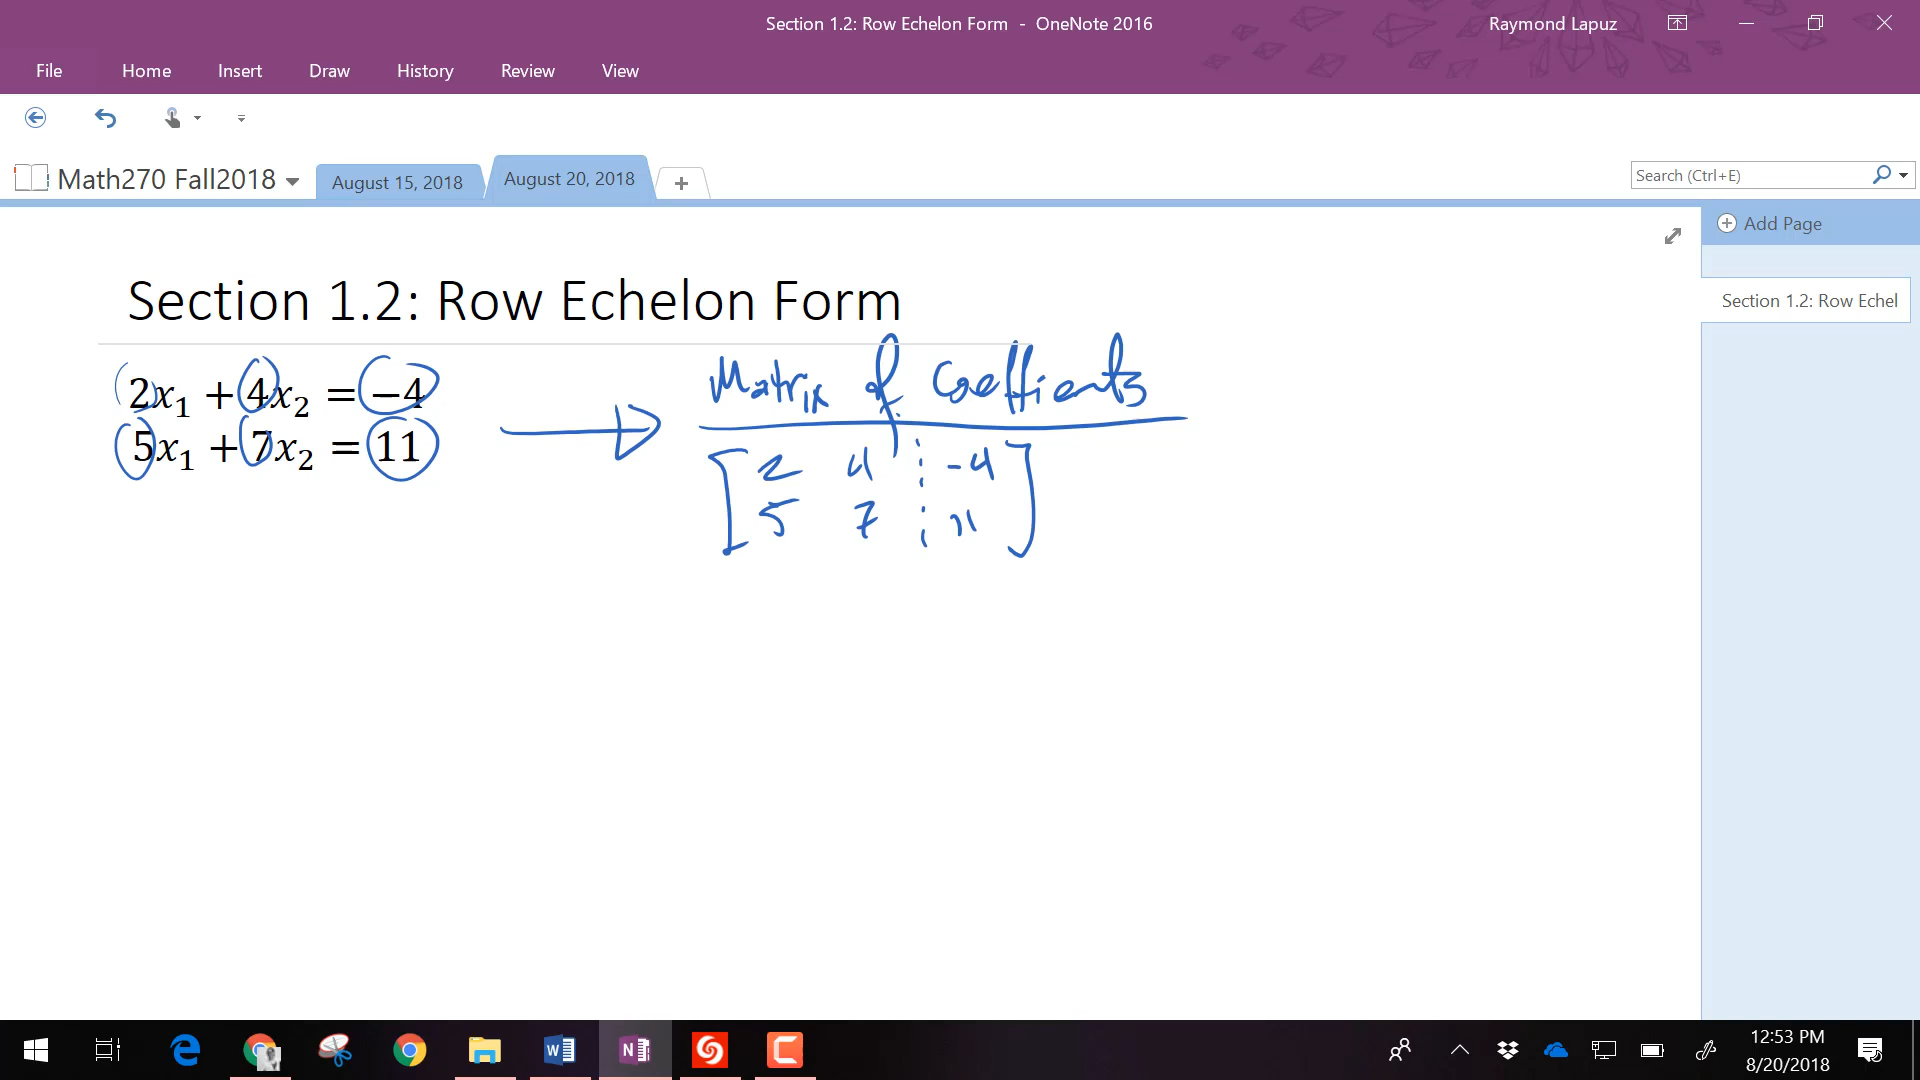 Section 1.2: Row Echelon Form - OneNote 2016
Raymond Lapuz
File Home Insert Draw History Review View
Math270 Fall2018
August 15, 2018
August 20, 2018
Search (Ctrl+E)
Add Page
Section 1.2: Row Echel
Section 1.2: Row Echelon Form
2x₁ + 4x₂ = −4
5x₁ + 7x₂ = 11
Matrix of Coeffients
[2 4 ⋮ -4
5 7 ⋮ 11]
12:53 PM
8/20/2018